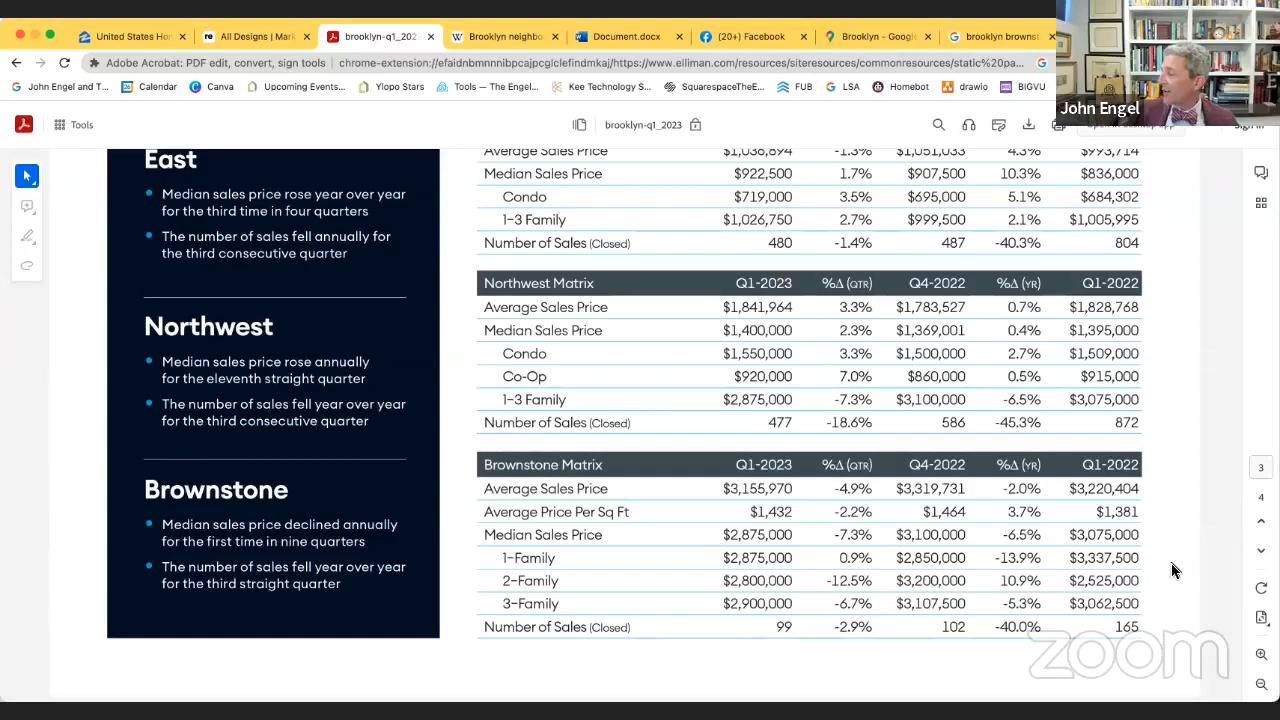 United States Hor
All Designs | Mark
brooklyn-q1_202
Brooklyn neighbo
Document.docx
(20+) Facebook
Brooklyn - Googl
brooklyn brownst
Adobe Acrobat: PDF edit, convert, sign tools
chrome-extension://efaidnbmnnnibpcajpcglclefindmkaj/https://www.elliman.com/resources/siteresources/commonresources/static%20pa...
John Engel and T...
Calendar
Canva
Upcoming Events...
Ylopo Stars
Tools — The Engel...
Kee Technology S...
SquarespaceTheE...
FUB
LSA
Homebot
drawio
BIGVU
John Engel
Tools
brooklyn-q1_2023
East
Median sales price rose year over year
for the third time in four quarters
The number of sales fell annually for
the third consecutive quarter
Northwest
Median sales price rose annually
for the eleventh straight quarter
The number of sales fell year over year
for the third consecutive quarter
Brownstone
Median sales price declined annually
for the first time in nine quarters
The number of sales fell year over year
for the third straight quarter
Average Sales Price $1,036,894 -1.3% $1,051,033 4.3% $993,714
Median Sales Price $922,500 1.7% $907,500 10.3% $836,000
Condo $719,000 3.5% $695,000 5.1% $684,302
1-3 Family $1,026,750 2.7% $999,500 2.1% $1,005,995
Number of Sales (Closed) 480 -1.4% 487 -40.3% 804
Northwest Matrix Q1-2023 %Δ (QTR) Q4-2022 %Δ (YR) Q1-2022
Average Sales Price $1,841,964 3.3% $1,783,527 0.7% $1,828,768
Median Sales Price $1,400,000 2.3% $1,369,001 0.4% $1,395,000
Condo $1,550,000 3.3% $1,500,000 2.7% $1,509,000
Co-Op $920,000 7.0% $860,000 0.5% $915,000
1-3 Family $2,875,000 -7.3% $3,100,000 -6.5% $3,075,000
Number of Sales (Closed) 477 -18.6% 586 -45.3% 872
Brownstone Matrix Q1-2023 %Δ (QTR) Q4-2022 %Δ (YR) Q1-2022
Average Sales Price $3,155,970 -4.9% $3,319,731 -2.0% $3,220,404
Average Price Per Sq Ft $1,432 -2.2% $1,464 3.7% $1,381
Median Sales Price $2,875,000 -7.3% $3,100,000 -6.5% $3,075,000
1-Family $2,875,000 0.9% $2,850,000 -13.9% $3,337,500
2-Family $2,800,000 -12.5% $3,200,000 10.9% $2,525,000
3-Family $2,900,000 -6.7% $3,107,500 -5.3% $3,062,500
Number of Sales (Closed) 99 -2.9% 102 -40.0% 165
3
4
zoom